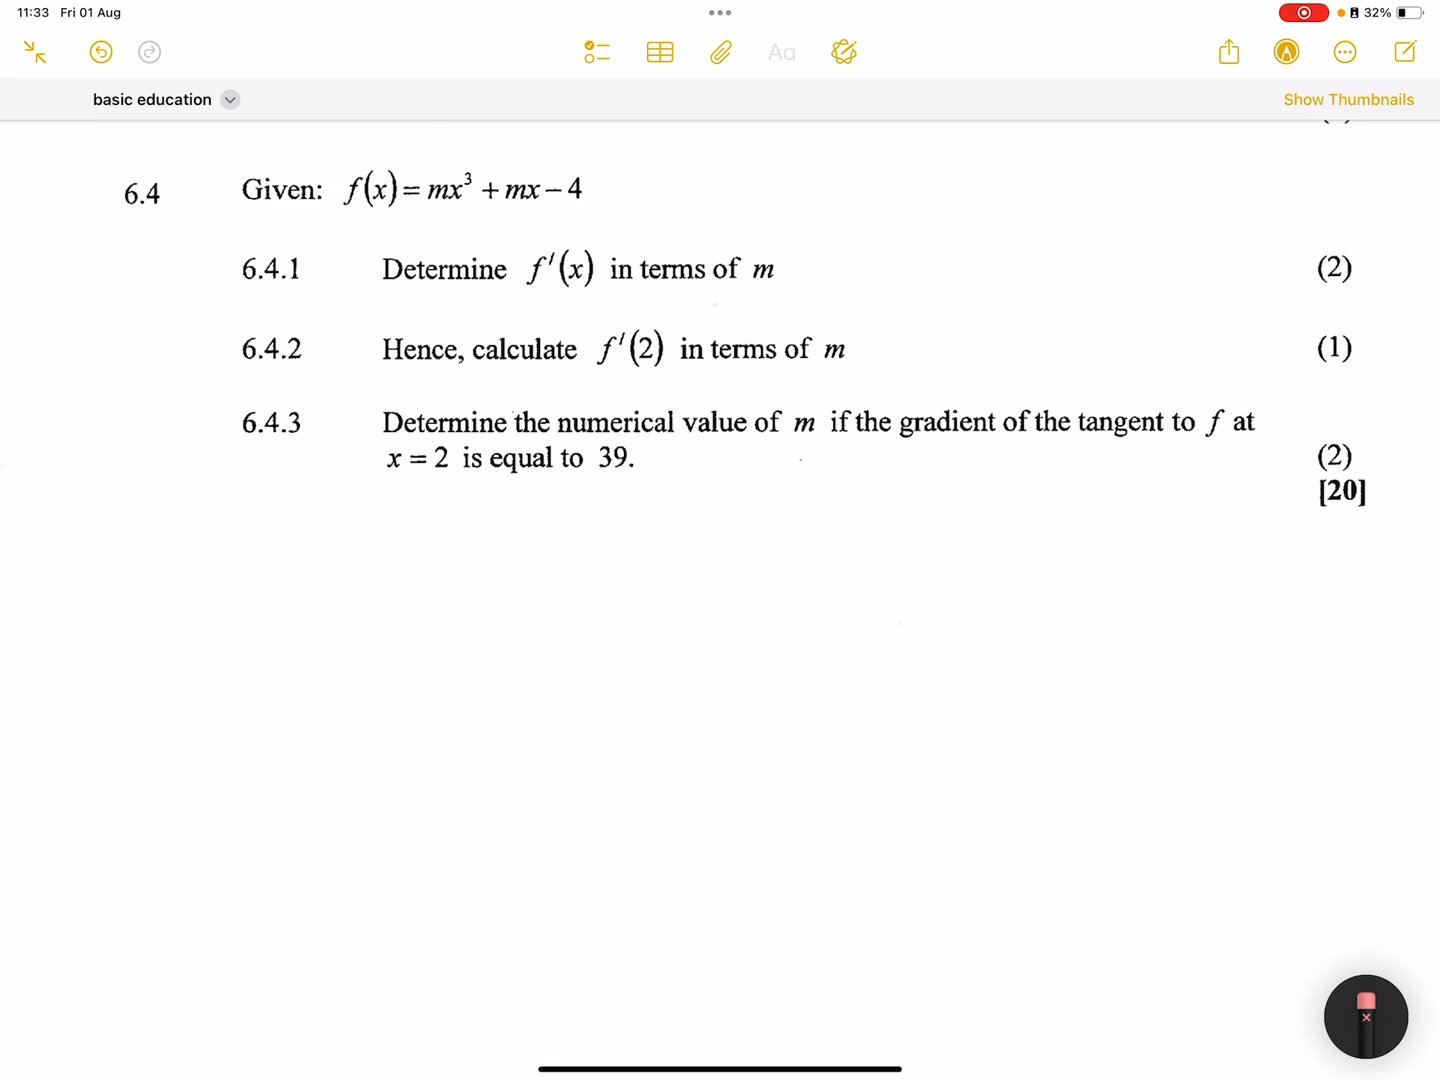 11:33 Fri 01 Aug
32%
Aa
basic education
Show Thumbnails
6.4 Given: f(x) = mx³ + mx − 4
6.4.1 Determine f′(x) in terms of m (2)
6.4.2 Hence, calculate f′(2) in terms of m (1)
6.4.3 Determine the numerical value of m if the gradient of the tangent to f at
x = 2 is equal to 39. (2)
[20]